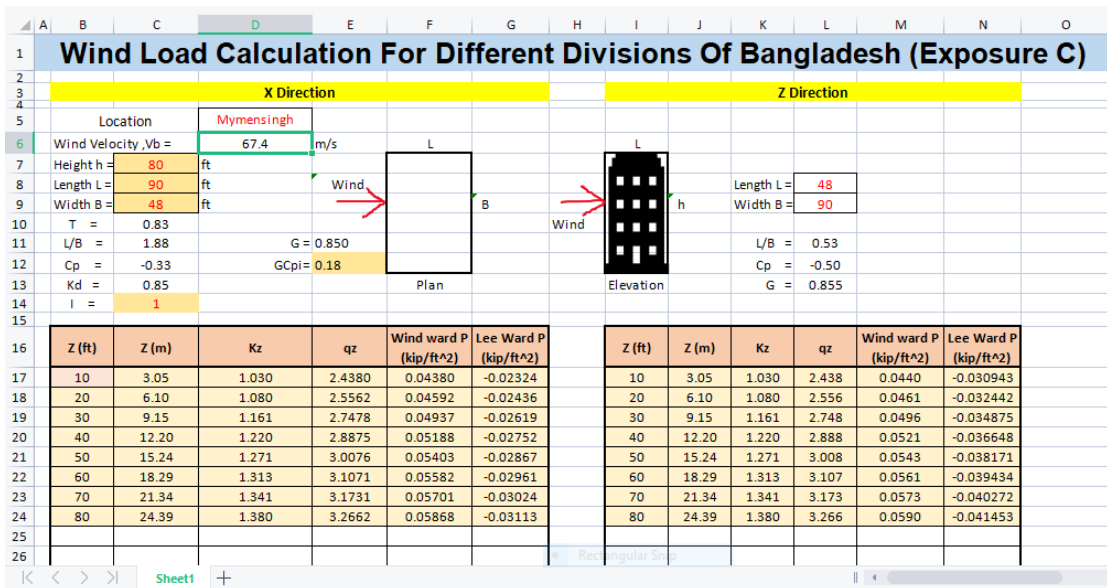 A B C D E F G H I J K L M N O
1 Wind Load Calculation For Different Divisions Of Bangladesh (Exposure C)
2
3 X Direction Z Direction
4
5 Location Mymensingh
6 Wind Velocity ,Vb = 67.4 m/s L L
7 Height h = 80 ft
8 Length L = 90 ft Wind Length L = 48
9 Width B = 48 ft B h Width B = 90
10 T = 0.83 Wind
11 L/B = 1.88 G = 0.850 L/B = 0.53
12 Cp = -0.33 GCpi= 0.18 Cp = -0.50
13 Kd = 0.85 Plan Elevation G = 0.855
14 I = 1
15
16 Z (ft) Z (m) Kz qz Wind ward P (kip/ft^2) Lee Ward P (kip/ft^2) Z (ft) Z (m) Kz qz Wind ward P (kip/ft^2) Lee Ward P (kip/ft^2)
17 10 3.05 1.030 2.4380 0.04380 -0.02324 10 3.05 1.030 2.438 0.0440 -0.030943
18 20 6.10 1.080 2.5562 0.04592 -0.02436 20 6.10 1.080 2.556 0.0461 -0.032442
19 30 9.15 1.161 2.7478 0.04937 -0.02619 30 9.15 1.161 2.748 0.0496 -0.034875
20 40 12.20 1.220 2.8875 0.05188 -0.02752 40 12.20 1.220 2.888 0.0521 -0.036648
21 50 15.24 1.271 3.0076 0.05403 -0.02867 50 15.24 1.271 3.008 0.0543 -0.038171
22 60 18.29 1.313 3.1071 0.05582 -0.02961 60 18.29 1.313 3.107 0.0561 -0.039434
23 70 21.34 1.341 3.1731 0.05701 -0.03024 70 21.34 1.341 3.173 0.0573 -0.040272
24 80 24.39 1.380 3.2662 0.05868 -0.03113 80 24.39 1.380 3.266 0.0590 -0.041453
25
26 Rectangular Snip
Sheet1